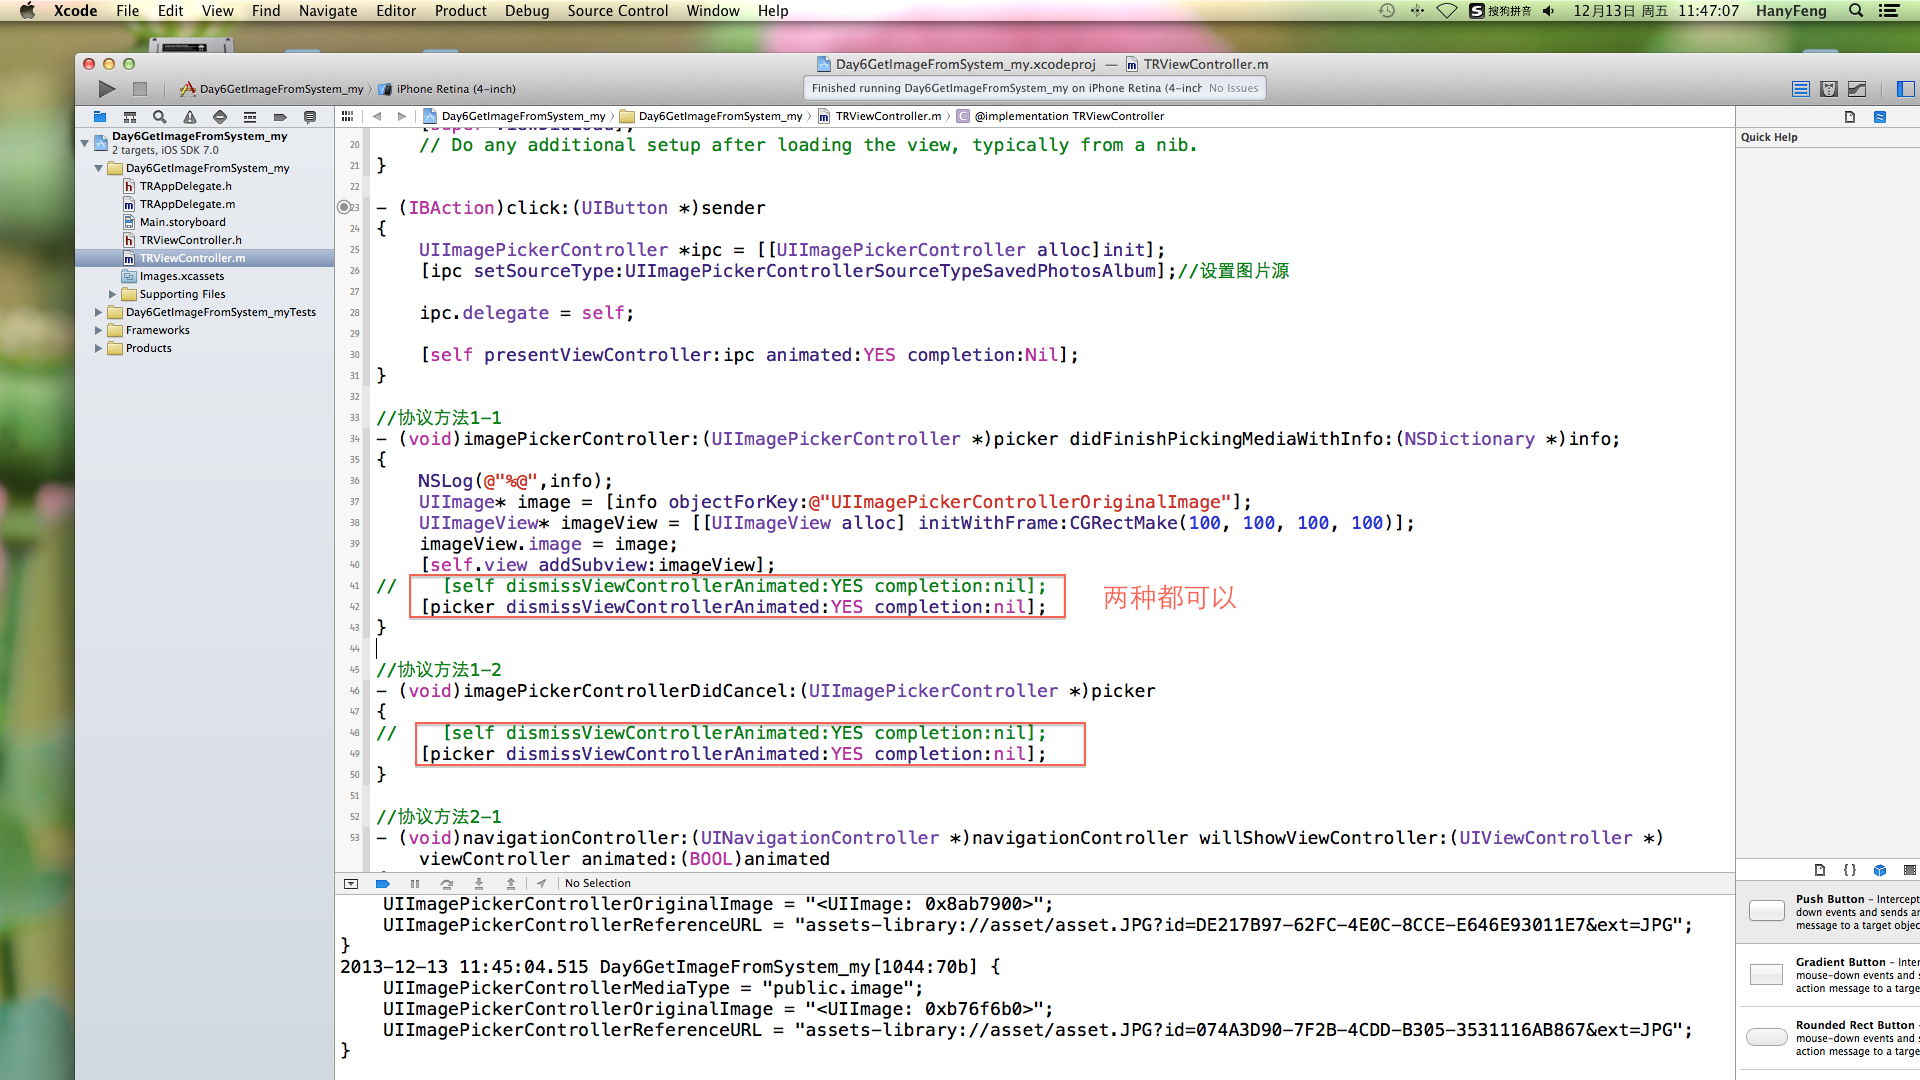 Xcode File Edit View Find Navigate Editor Product Debug Source Control Window Help
搜狗拼音 12月13日 周五 11:47:07 HanyFeng
Day6GetImageFromSystem_my.xcodeproj — TRViewController.m
Day6GetImageFromSystem_my iPhone Retina (4-inch)
Finished running Day6GetImageFromSystem_my on iPhone Retina (4-inch No Issues
Day6GetImageFromSystem_my Day6GetImageFromSystem_my TRViewController.m @implementation TRViewController
Day6GetImageFromSystem_my
2 targets, iOS SDK 7.0
Day6GetImageFromSystem_my
TRAppDelegate.h
TRAppDelegate.m
Main.storyboard
TRViewController.h
TRViewController.m
Images.xcassets
Supporting Files
Day6GetImageFromSystem_myTests
Frameworks
Products
[super viewDidLoad];
20 // Do any additional setup after loading the view, typically from a nib.
21 }
22
23 - (IBAction)click:(UIButton *)sender
24 {
25 UIImagePickerController *ipc = [[UIImagePickerController alloc]init];
26 [ipc setSourceType:UIImagePickerControllerSourceTypeSavedPhotosAlbum];//设置图片源
27
28 ipc.delegate = self;
29
30 [self presentViewController:ipc animated:YES completion:Nil];
31 }
32
33 //协议方法1-1
34 - (void)imagePickerController:(UIImagePickerController *)picker didFinishPickingMediaWithInfo:(NSDictionary *)info;
35 {
36 NSLog(@"%@",info);
37 UIImage* image = [info objectForKey:@"UIImagePickerControllerOriginalImage"];
38 UIImageView* imageView = [[UIImageView alloc] initWithFrame:CGRectMake(100, 100, 100, 100)];
39 imageView.image = image;
40 [self.view addSubview:imageView];
41 // [self dismissViewControllerAnimated:YES completion:nil];
42 [picker dismissViewControllerAnimated:YES completion:nil];
两种都可以
43 }
44
45 //协议方法1-2
46 - (void)imagePickerControllerDidCancel:(UIImagePickerController *)picker
47 {
48 // [self dismissViewControllerAnimated:YES completion:nil];
49 [picker dismissViewControllerAnimated:YES completion:nil];
50 }
51
52 //协议方法2-1
53 - (void)navigationController:(UINavigationController *)navigationController willShowViewController:(UIViewController *)
viewController animated:(BOOL)animated
No Selection
UIImagePickerControllerOriginalImage = "<UIImage: 0x8ab7900>";
UIImagePickerControllerReferenceURL = "assets-library://asset/asset.JPG?id=DE217B97-62FC-4E0C-8CCE-E646E93011E7&ext=JPG";
}
2013-12-13 11:45:04.515 Day6GetImageFromSystem_my[1044:70b] {
UIImagePickerControllerMediaType = "public.image";
UIImagePickerControllerOriginalImage = "<UIImage: 0xb76f6b0>";
UIImagePickerControllerReferenceURL = "assets-library://asset/asset.JPG?id=074A3D90-7F2B-4CDD-B305-3531116AB867&ext=JPG";
}
Quick Help
Push Button - Intercept
down events and sends a
message to a target objec
Gradient Button - Inter
mouse-down events and s
action message to a targe
Rounded Rect Button -
mouse-down events and s
action message to a targe